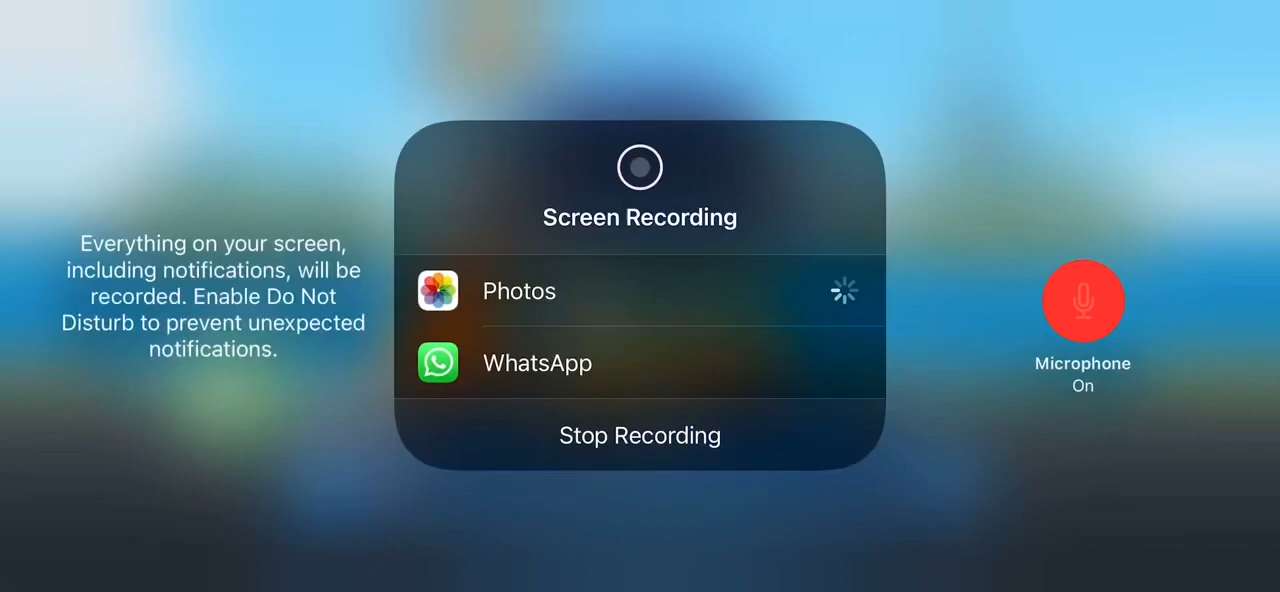 Everything on your screen,
including notifications, will be
recorded. Enable Do Not
Disturb to prevent unexpected
notifications.
Screen Recording
Photos
WhatsApp
Stop Recording
Microphone
On